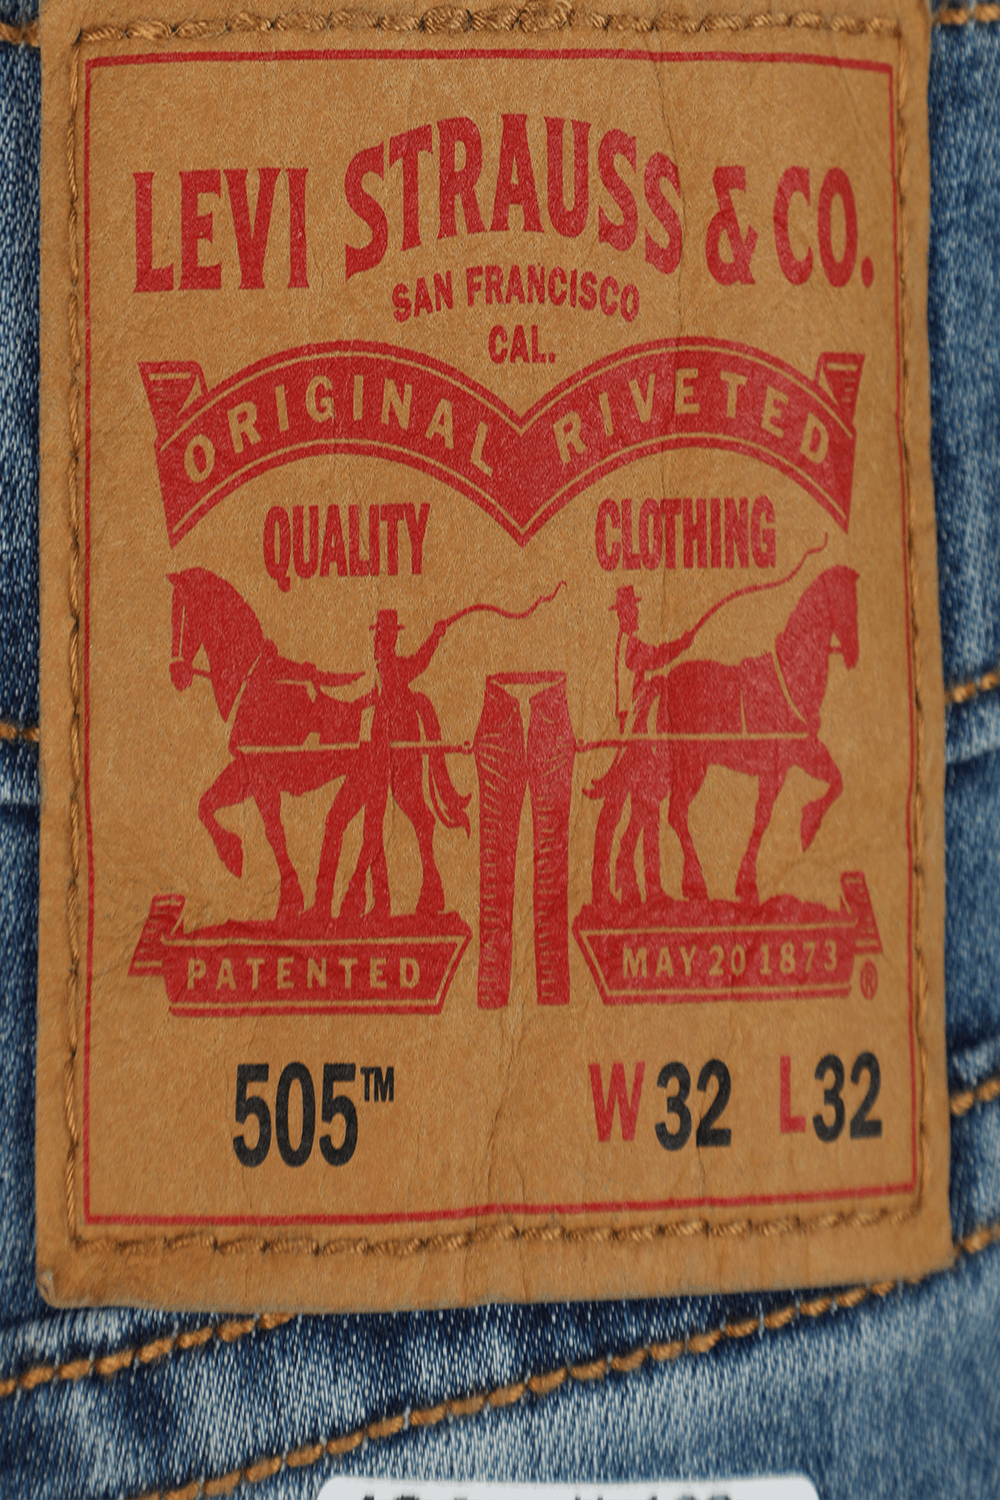 LEVI STRAUSS & CO.
SAN FRANCISCO
CAL.
ORIGINAL RIVETED
QUALITY CLOTHING
PATENTED MAY 20 1873 ®
505™ W32 L32